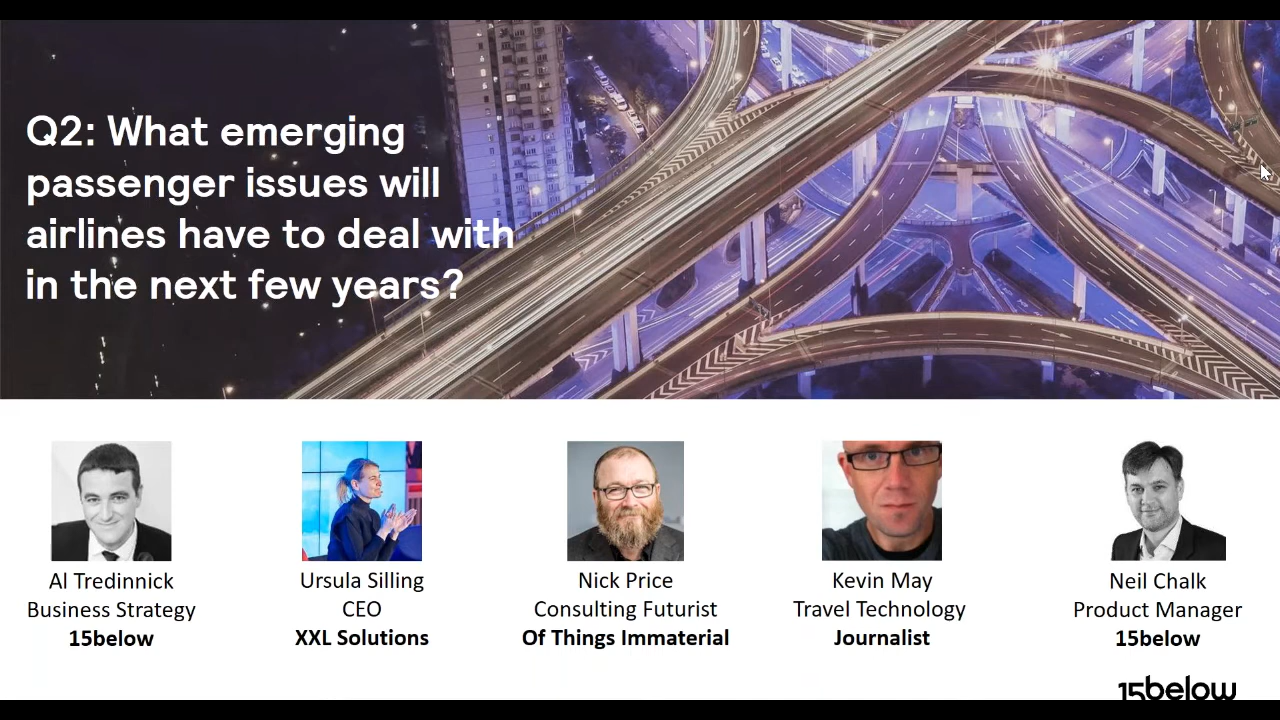 Q2: What emerging
passenger issues will
airlines have to deal with
in the next few years?
Al Tredinnick
Business Strategy
15below
Ursula Silling
CEO
XXL Solutions
Nick Price
Consulting Futurist
Of Things Immaterial
Kevin May
Travel Technology
Journalist
Neil Chalk
Product Manager
15below
15below